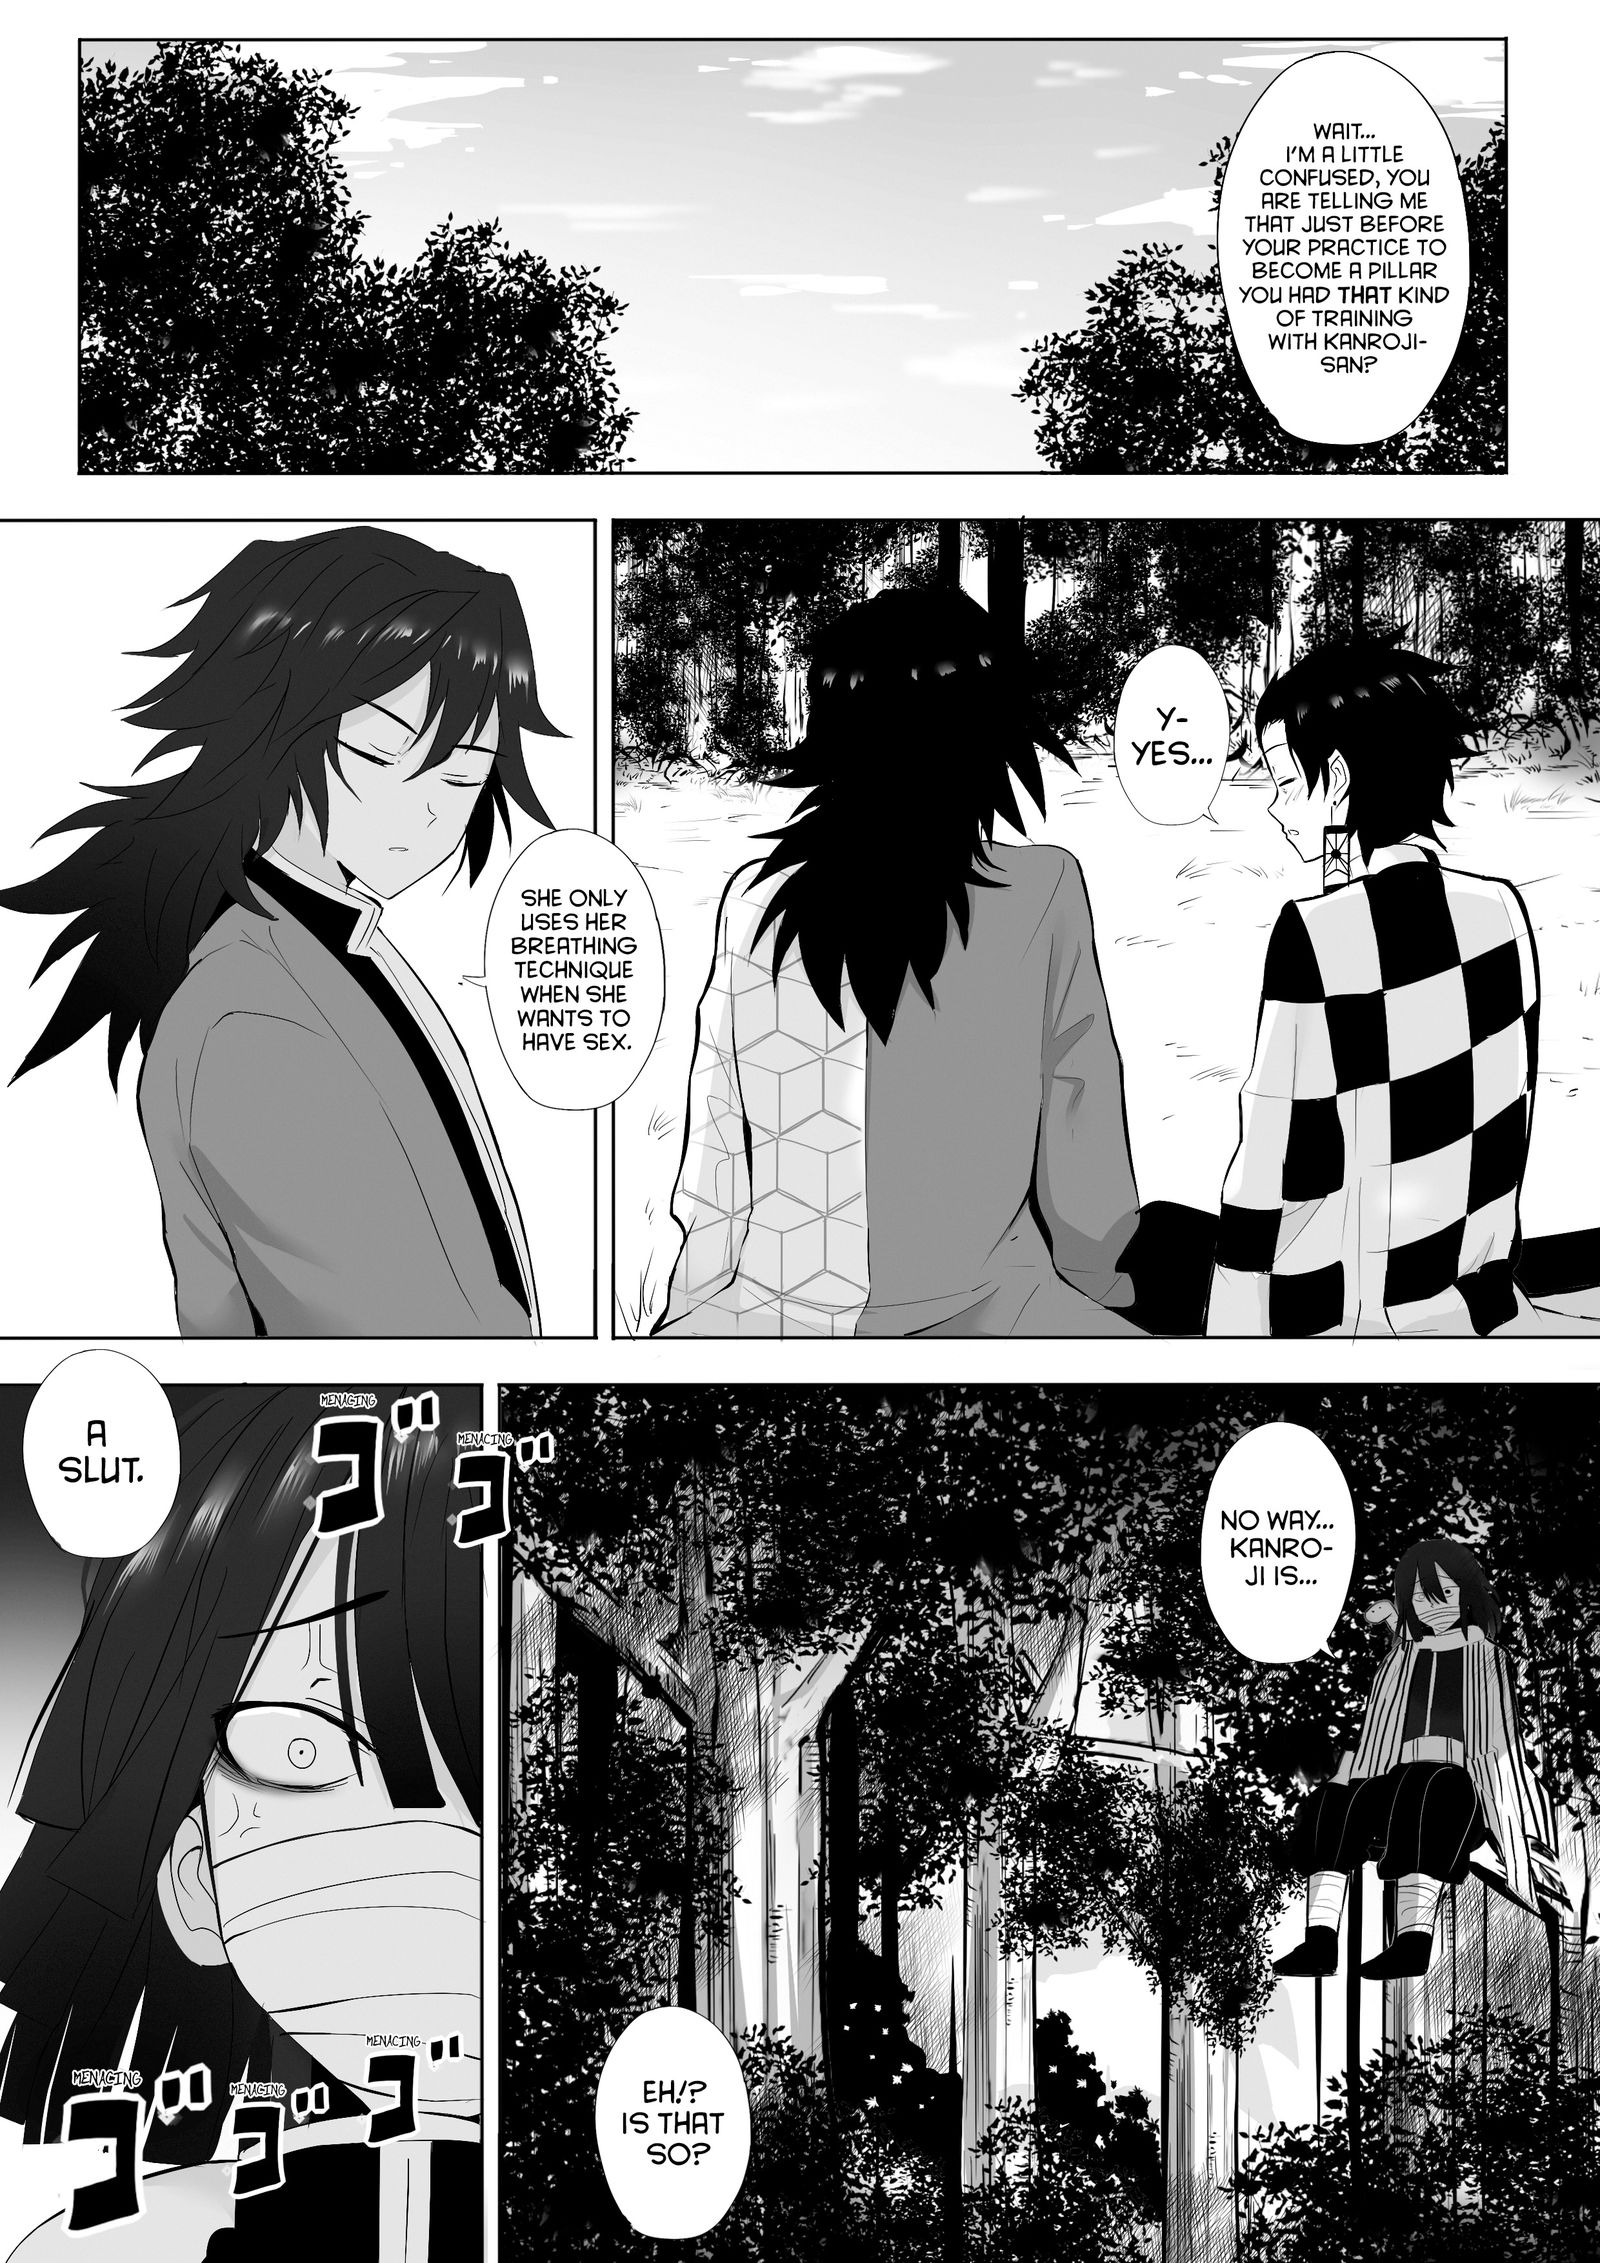 WAIT...
I'M A LITTLE
CONFUSED, YOU
ARE TELLING ME
THAT JUST BEFORE
YOUR PRACTICE TO
BECOME A PILLAR
YOU HAD THAT KIND
OF TRAINING
WITH KANROJI-
SAN?
Y-
YES...
SHE ONLY
USES HER
BREATHING
TECHNIQUE
WHEN SHE
WANTS TO
HAVE SEX.
NO WAY...
KANRO-
JI IS...
EH!?
IS THAT
SO?
A
SLUT.
MENACING
ゴ
MENACING
ゴ
MENACING
ゴ
MENACING
ゴ
MENACING
ゴ